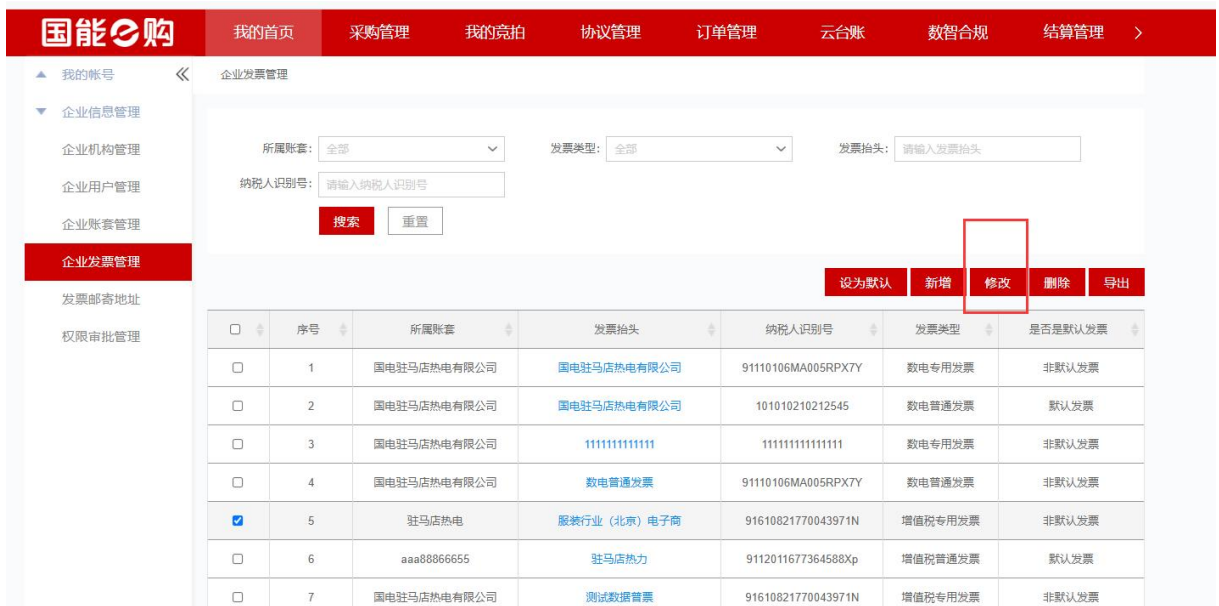 国能e购 我的首页 采购管理 我的竞拍 协议管理 订单管理 云台账 数智合规 结算管理
我的帐号
企业信息管理
企业机构管理
企业用户管理
企业账套管理
企业发票管理
发票邮寄地址
权限审批管理
企业发票管理
所属账套: 全部 发票类型: 全部 发票抬头: 请输入发票抬头
纳税人识别号: 请输入纳税人识别号
搜索 重置
设为默认 新增 修改 删除 导出
序号 所属账套 发票抬头 纳税人识别号 发票类型 是否是默认发票
1 国电驻马店热电有限公司 国电驻马店热电有限公司 91110106MA005RPX7Y 数电专用发票 非默认发票
2 国电驻马店热电有限公司 国电驻马店热电有限公司 101010210212545 数电普通发票 默认发票
3 国电驻马店热电有限公司 1111111111111 111111111111111 数电专用发票 非默认发票
4 国电驻马店热电有限公司 数电普通发票 91110106MA005RPX7Y 数电普通发票 非默认发票
5 驻马店热电 服装行业（北京）电子商 91610821770043971N 增值税专用发票 非默认发票
6 aaa88866655 驻马店热力 9112011677364588Xp 增值税普通发票 默认发票
7 国电驻马店热电有限公司 测试数据普票 91610821770043971N 增值税专用发票 非默认发票